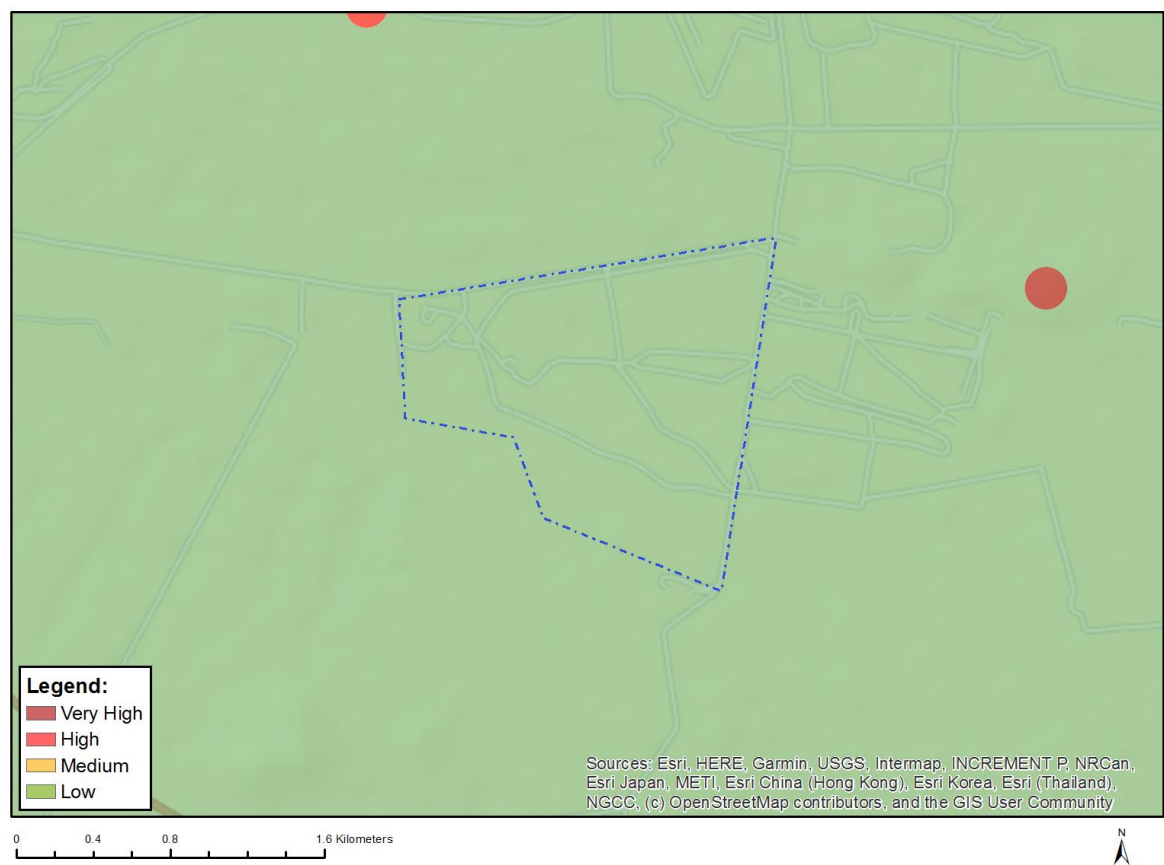 Legend:
Very High
High
Medium
Low
Sources: Esri, HERE, Garmin, USGS, Intermap, INCREMENT P, NRCan,
Esri Japan, METI, Esri China (Hong Kong), Esri Korea, Esri (Thailand),
NGCC, (c) OpenStreetMap contributors, and the GIS User Community
0 0.4 0.8 1.6 Kilometers
N